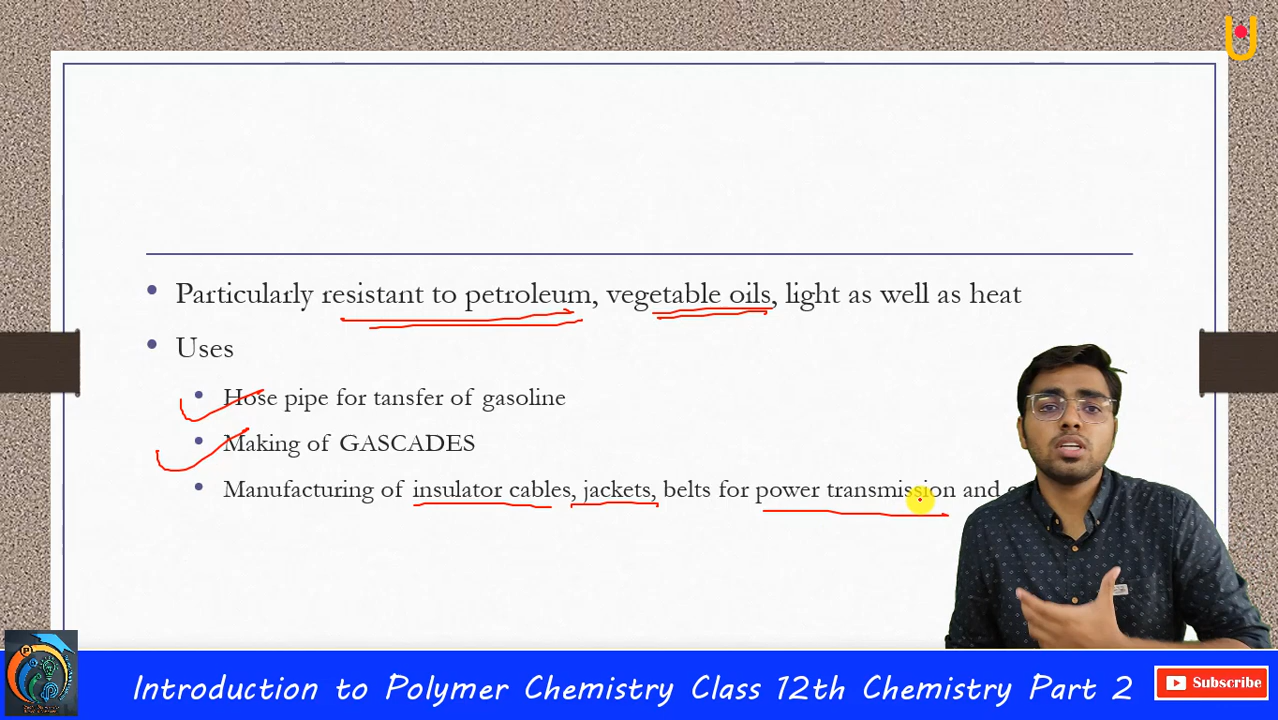 Particularly resistant to petroleum, vegetable oils, light as well as heat
Uses
Hose pipe for tansfer of gasoline
Making of GASCADES
Manufacturing of insulator cables, jackets, belts for power transmission and
Introduction to Polymer Chemistry Class 12th Chemistry Part 2
Subscribe